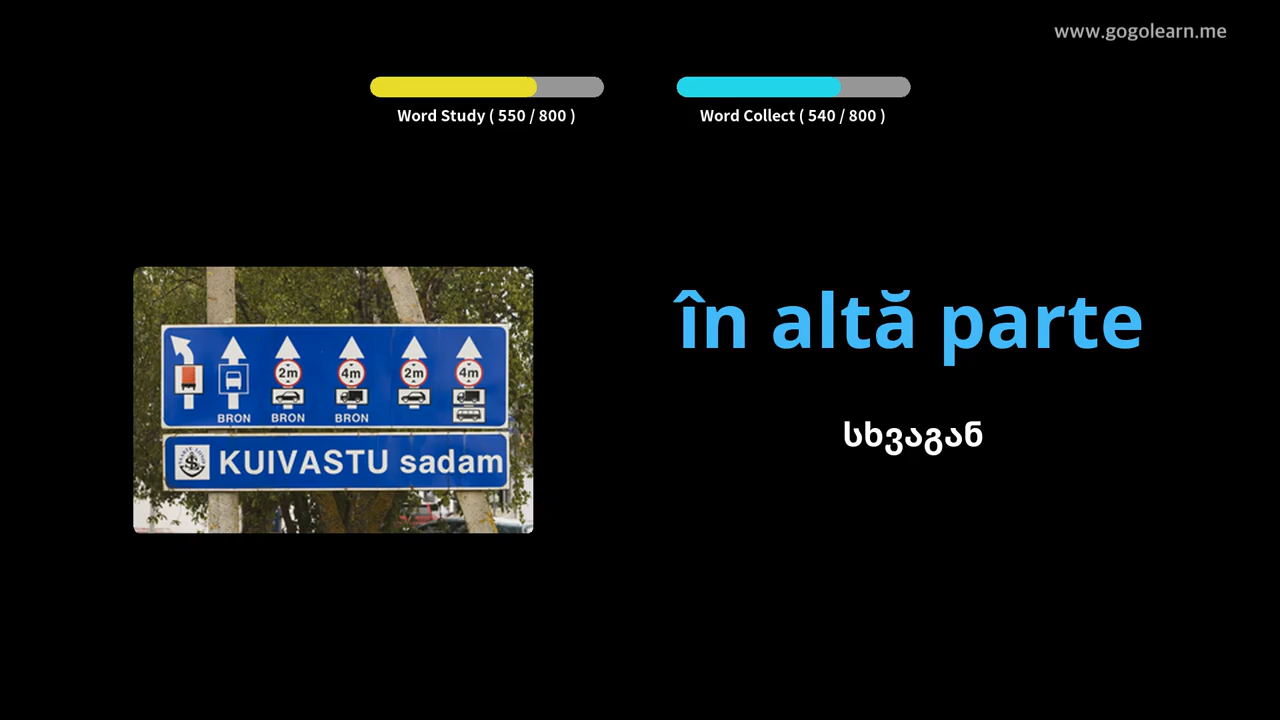 www.gogolearn.me
Word Study ( 550 / 800 )
Word Collect ( 540 / 800 )
2m
4m
2m
4m
BRON
BRON
BRON
KUIVASTU sadam
în altă parte
სხვაგან